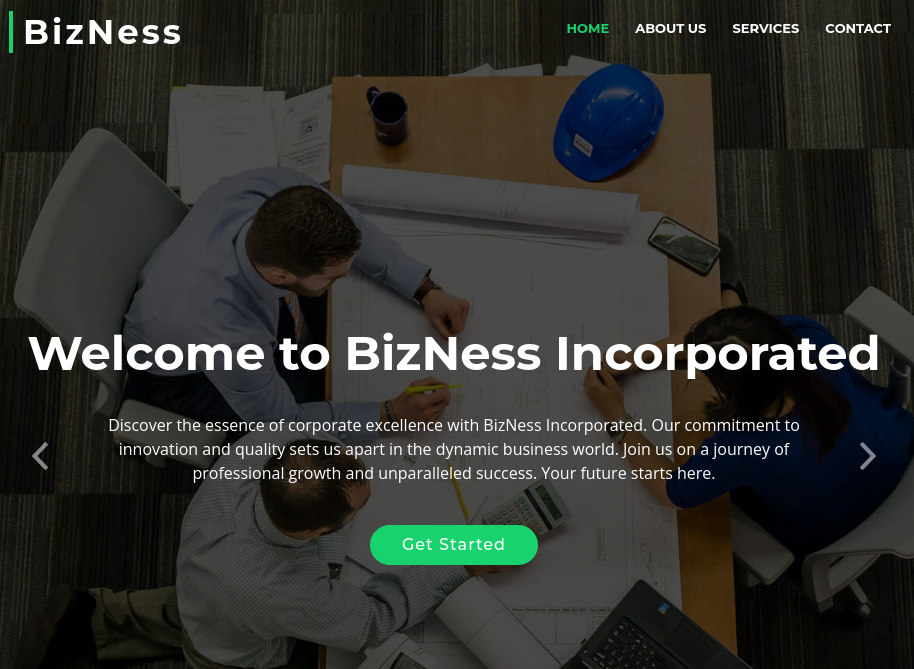 BizNess
HOME ABOUT US SERVICES CONTACT
Welcome to BizNess Incorporated
Discover the essence of corporate excellence with BizNess Incorporated. Our commitment to
innovation and quality sets us apart in the dynamic business world. Join us on a journey of
professional growth and unparalleled success. Your future starts here.
Get Started